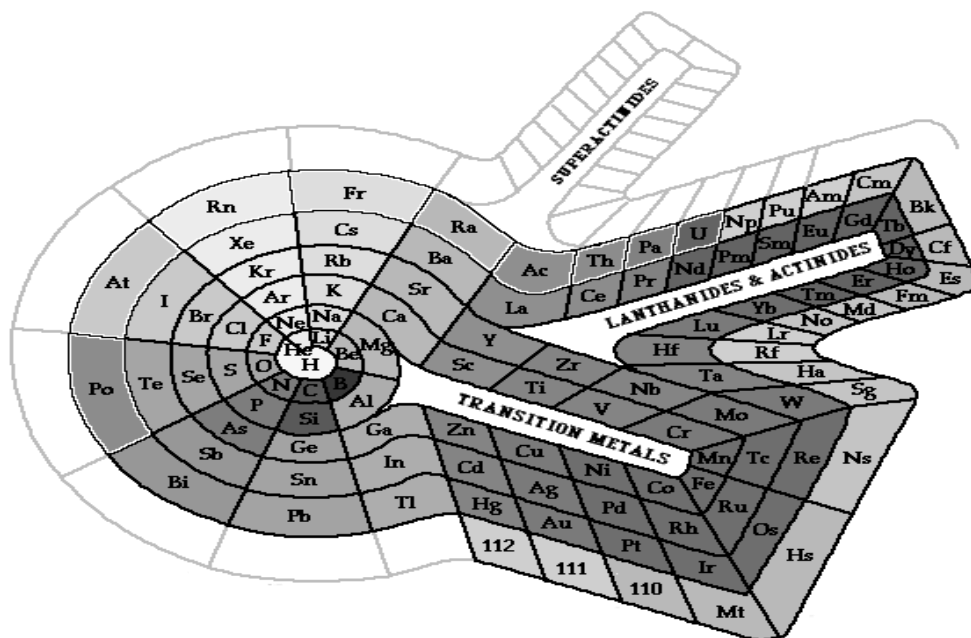 SUPERACTINIDES
Rn Fr
Ra
Xe Cs
Ba
At
Kr Rb
I
Sr
Br Ar K
Ca
Cl Ne Na
F He Li Be Mg
Po Te Se S O H
N C B
P Si Al
As Ge Ga
Sb Sn In
Bi Pb Tl
Ac Th Pa U Np Pu Am Cm
Bk
La Ce Pr Nd Pm Sm Eu Gd Tb
Dy Cf
Ho Es
LANTHANIDES & ACTINIDES
Lu Yb Tm Er
Lr No Md Fm
Y Zr Hf Rf
Sc Ti Nb Ta Ha Sg
V Mo W
Cr
TRANSITION METALS
Mn Tc Re Ns
Zn Cu Ni Co Fe
Cd Ag Pd Rh Ru Os Hs
Hg Au Pt Ir
112 111 110 Mt